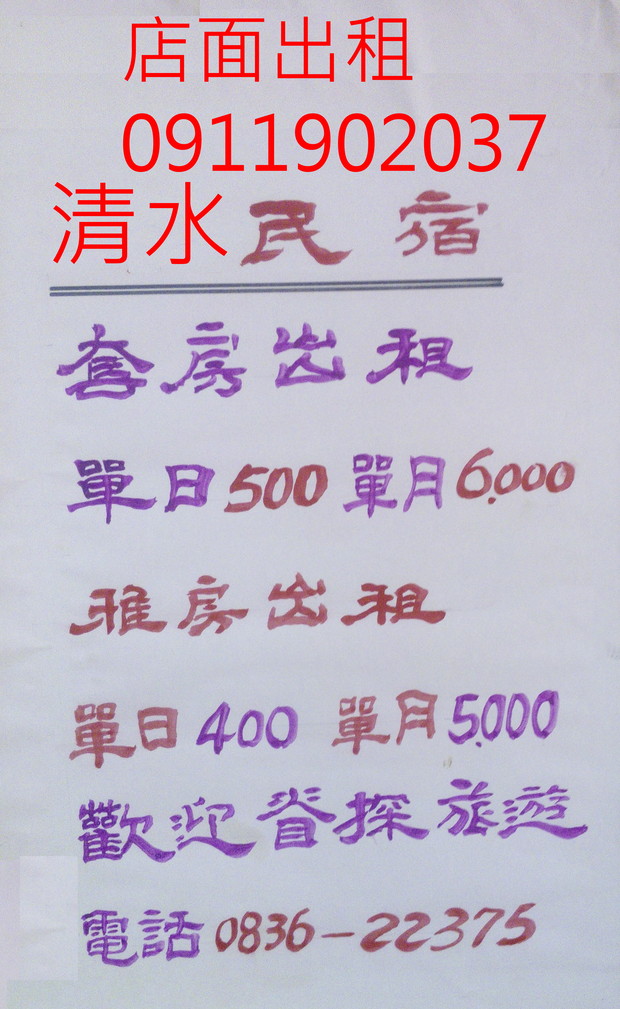 店面出租
0911902037
清水民宿
套房出租
單日500 單月6.000
雅房出租
單日400 單月5.000
歡迎眷探旅遊
電話0836-22375